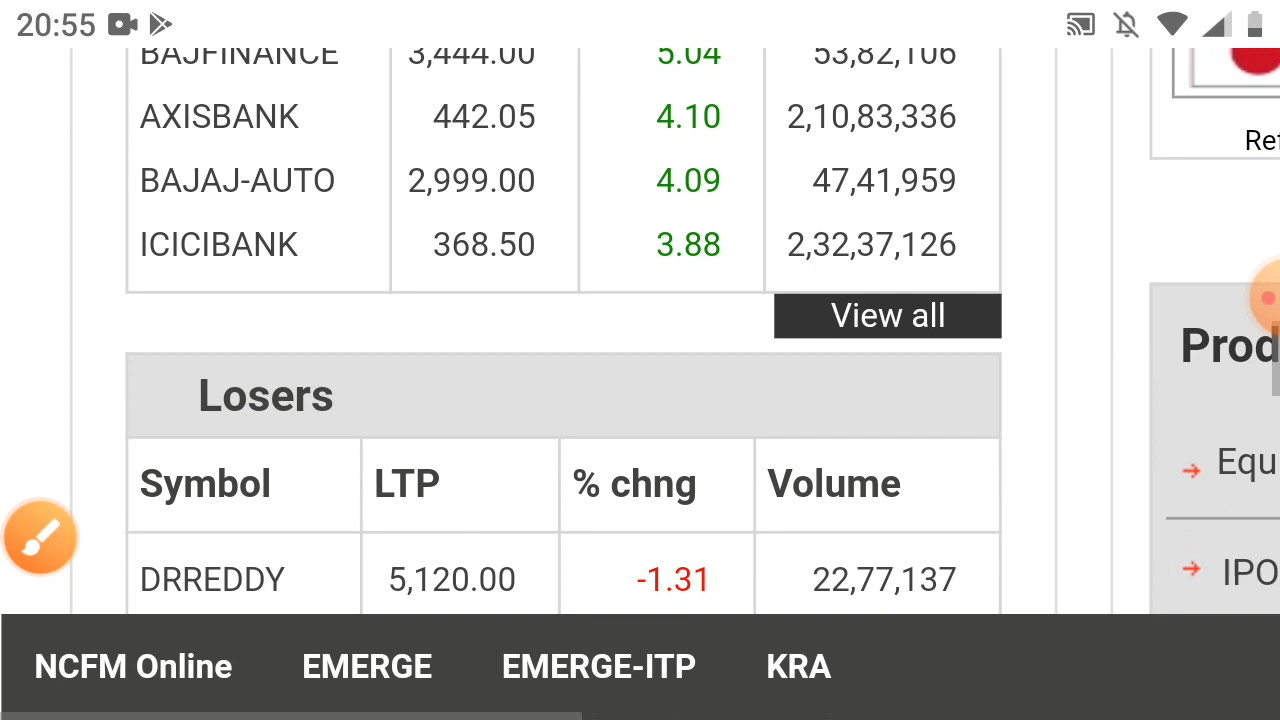 20:55
BAJFINANCE 3,444.00 5.04 53,82,106
AXISBANK 442.05 4.10 2,10,83,336
BAJAJ-AUTO 2,999.00 4.09 47,41,959
ICICIBANK 368.50 3.88 2,32,37,126
View all
Losers
Symbol LTP % chng Volume
DRREDDY 5,120.00 -1.31 22,77,137
Ref
Prod
Equ
IPO
NCFM Online EMERGE EMERGE-ITP KRA